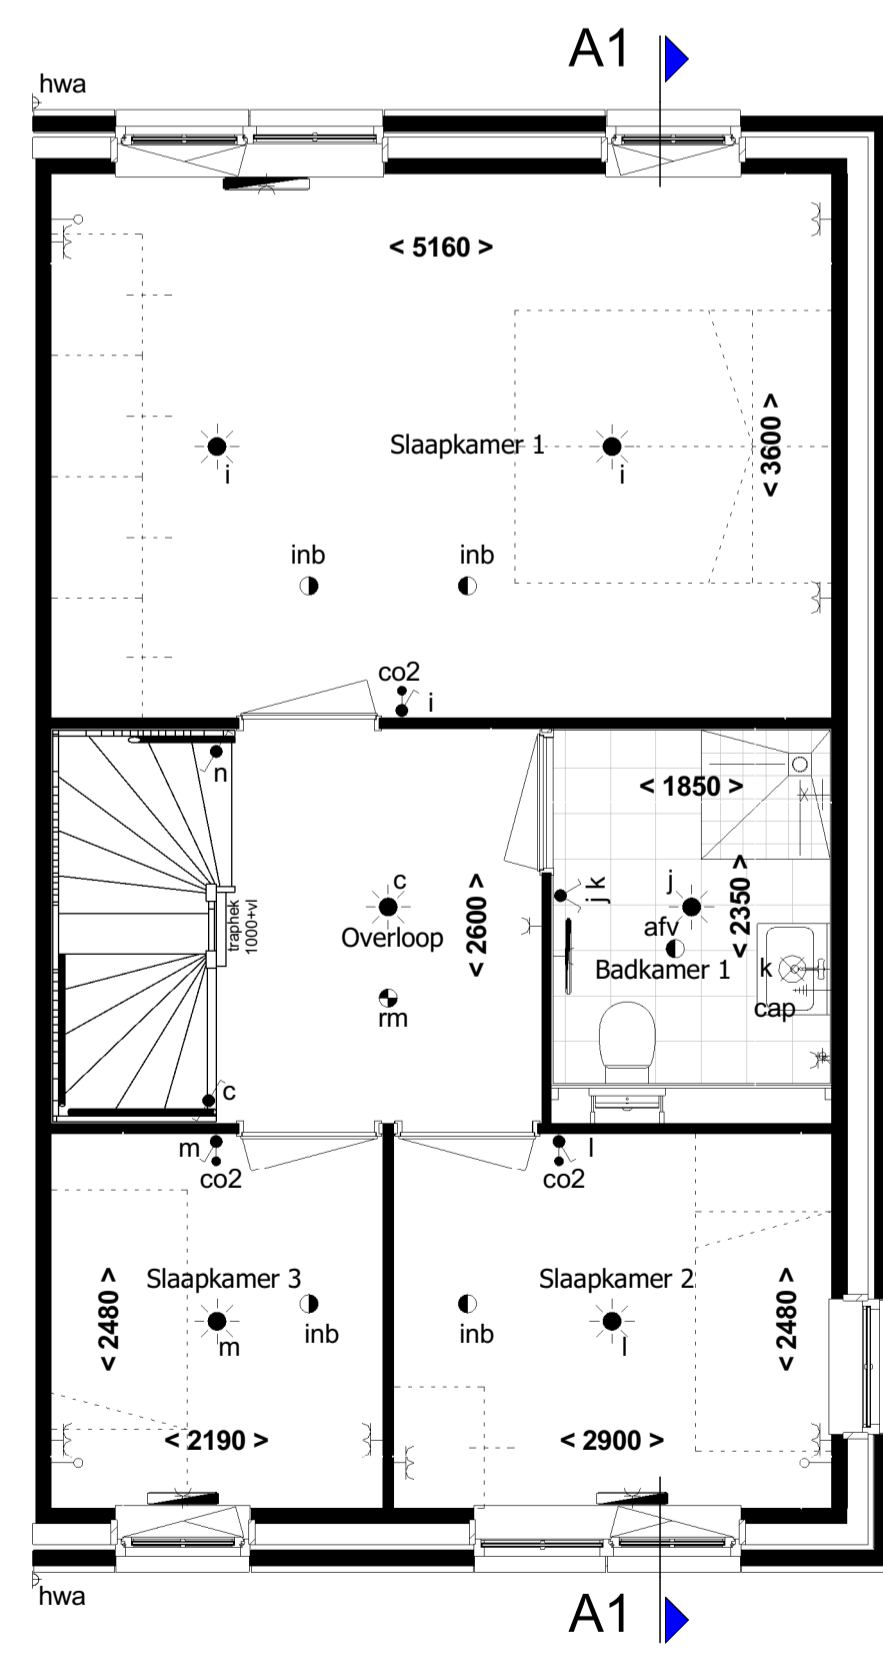 A1
hwa
< 5160 >
< 3600 >
Slaapkamer 1
i
i
inb
inb
co2
i
n
< 1850 >
c
j k
j
traphek
1000+vl
Overloop
< 2600 >
afv
< 2350 >
Badkamer 1
k
cap
rm
c
m
co2
l
co2
Slaapkamer 3
Slaapkamer 2
< 2480 >
< 2480 >
m
inb
inb
l
< 2190 >
< 2900 >
hwa
A1